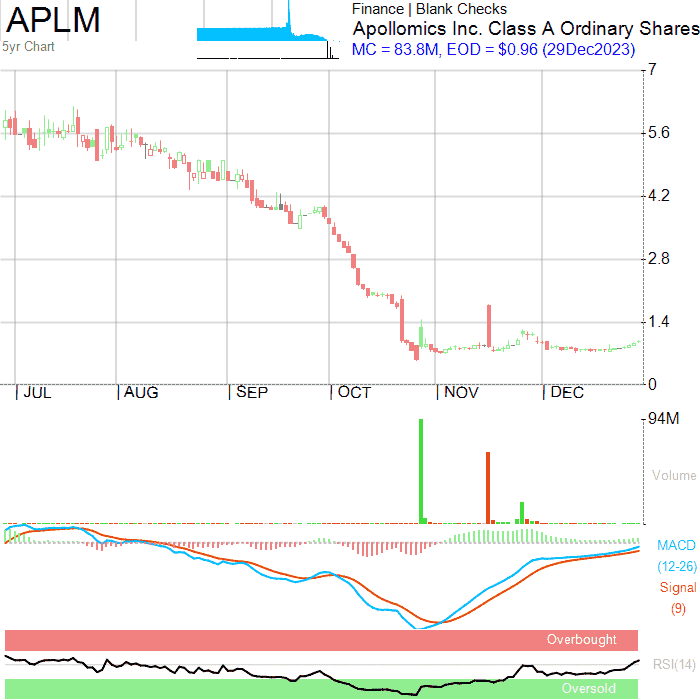 APLM
5yr Chart
Finance | Blank Checks
Apollomics Inc. Class A Ordinary Shares
MC = 83.8M, EOD = $0.96 (29Dec2023)
7
5.6
4.2
2.8
1.4
0
JUL AUG SEP OCT NOV DEC
94M
Volume
MACD
(12-26)
Signal
(9)
Overbought
RSI(14)
Oversold